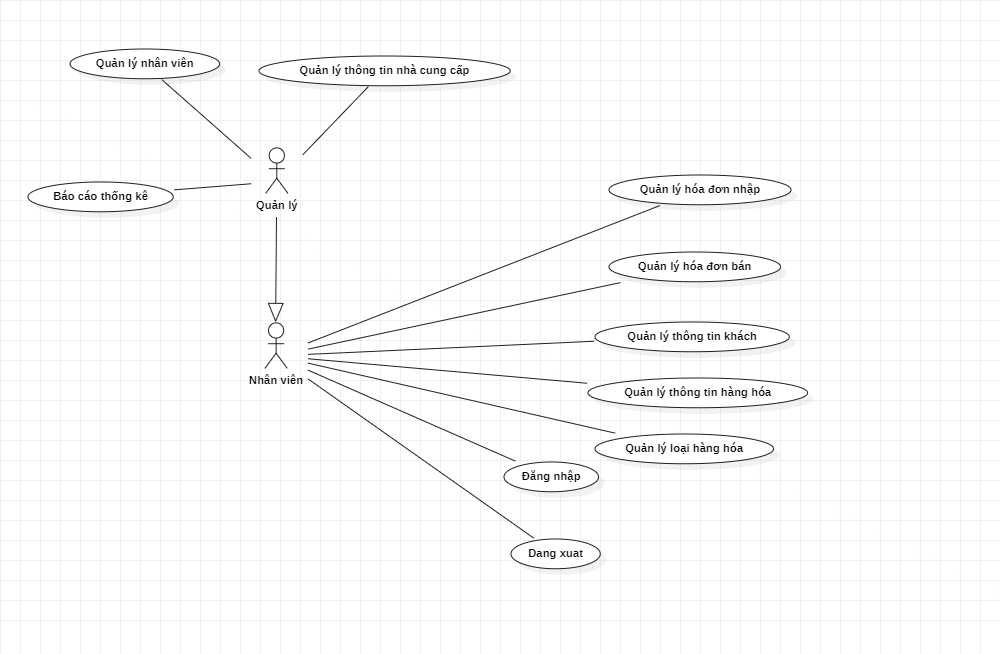 Quản lý nhân viên
Quản lý thông tin nhà cung cấp
Báo cáo thống kê
Quản lý
Quản lý hóa đơn nhập
Quản lý hóa đơn bán
Quản lý thông tin khách
Nhân viên
Quản lý thông tin hàng hóa
Quản lý loại hàng hóa
Đăng nhập
Dang xuat